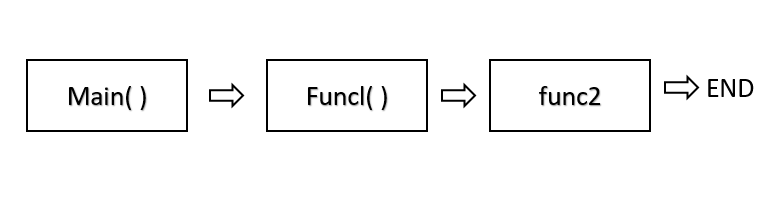 Main( )
Funcl( )
func2
END